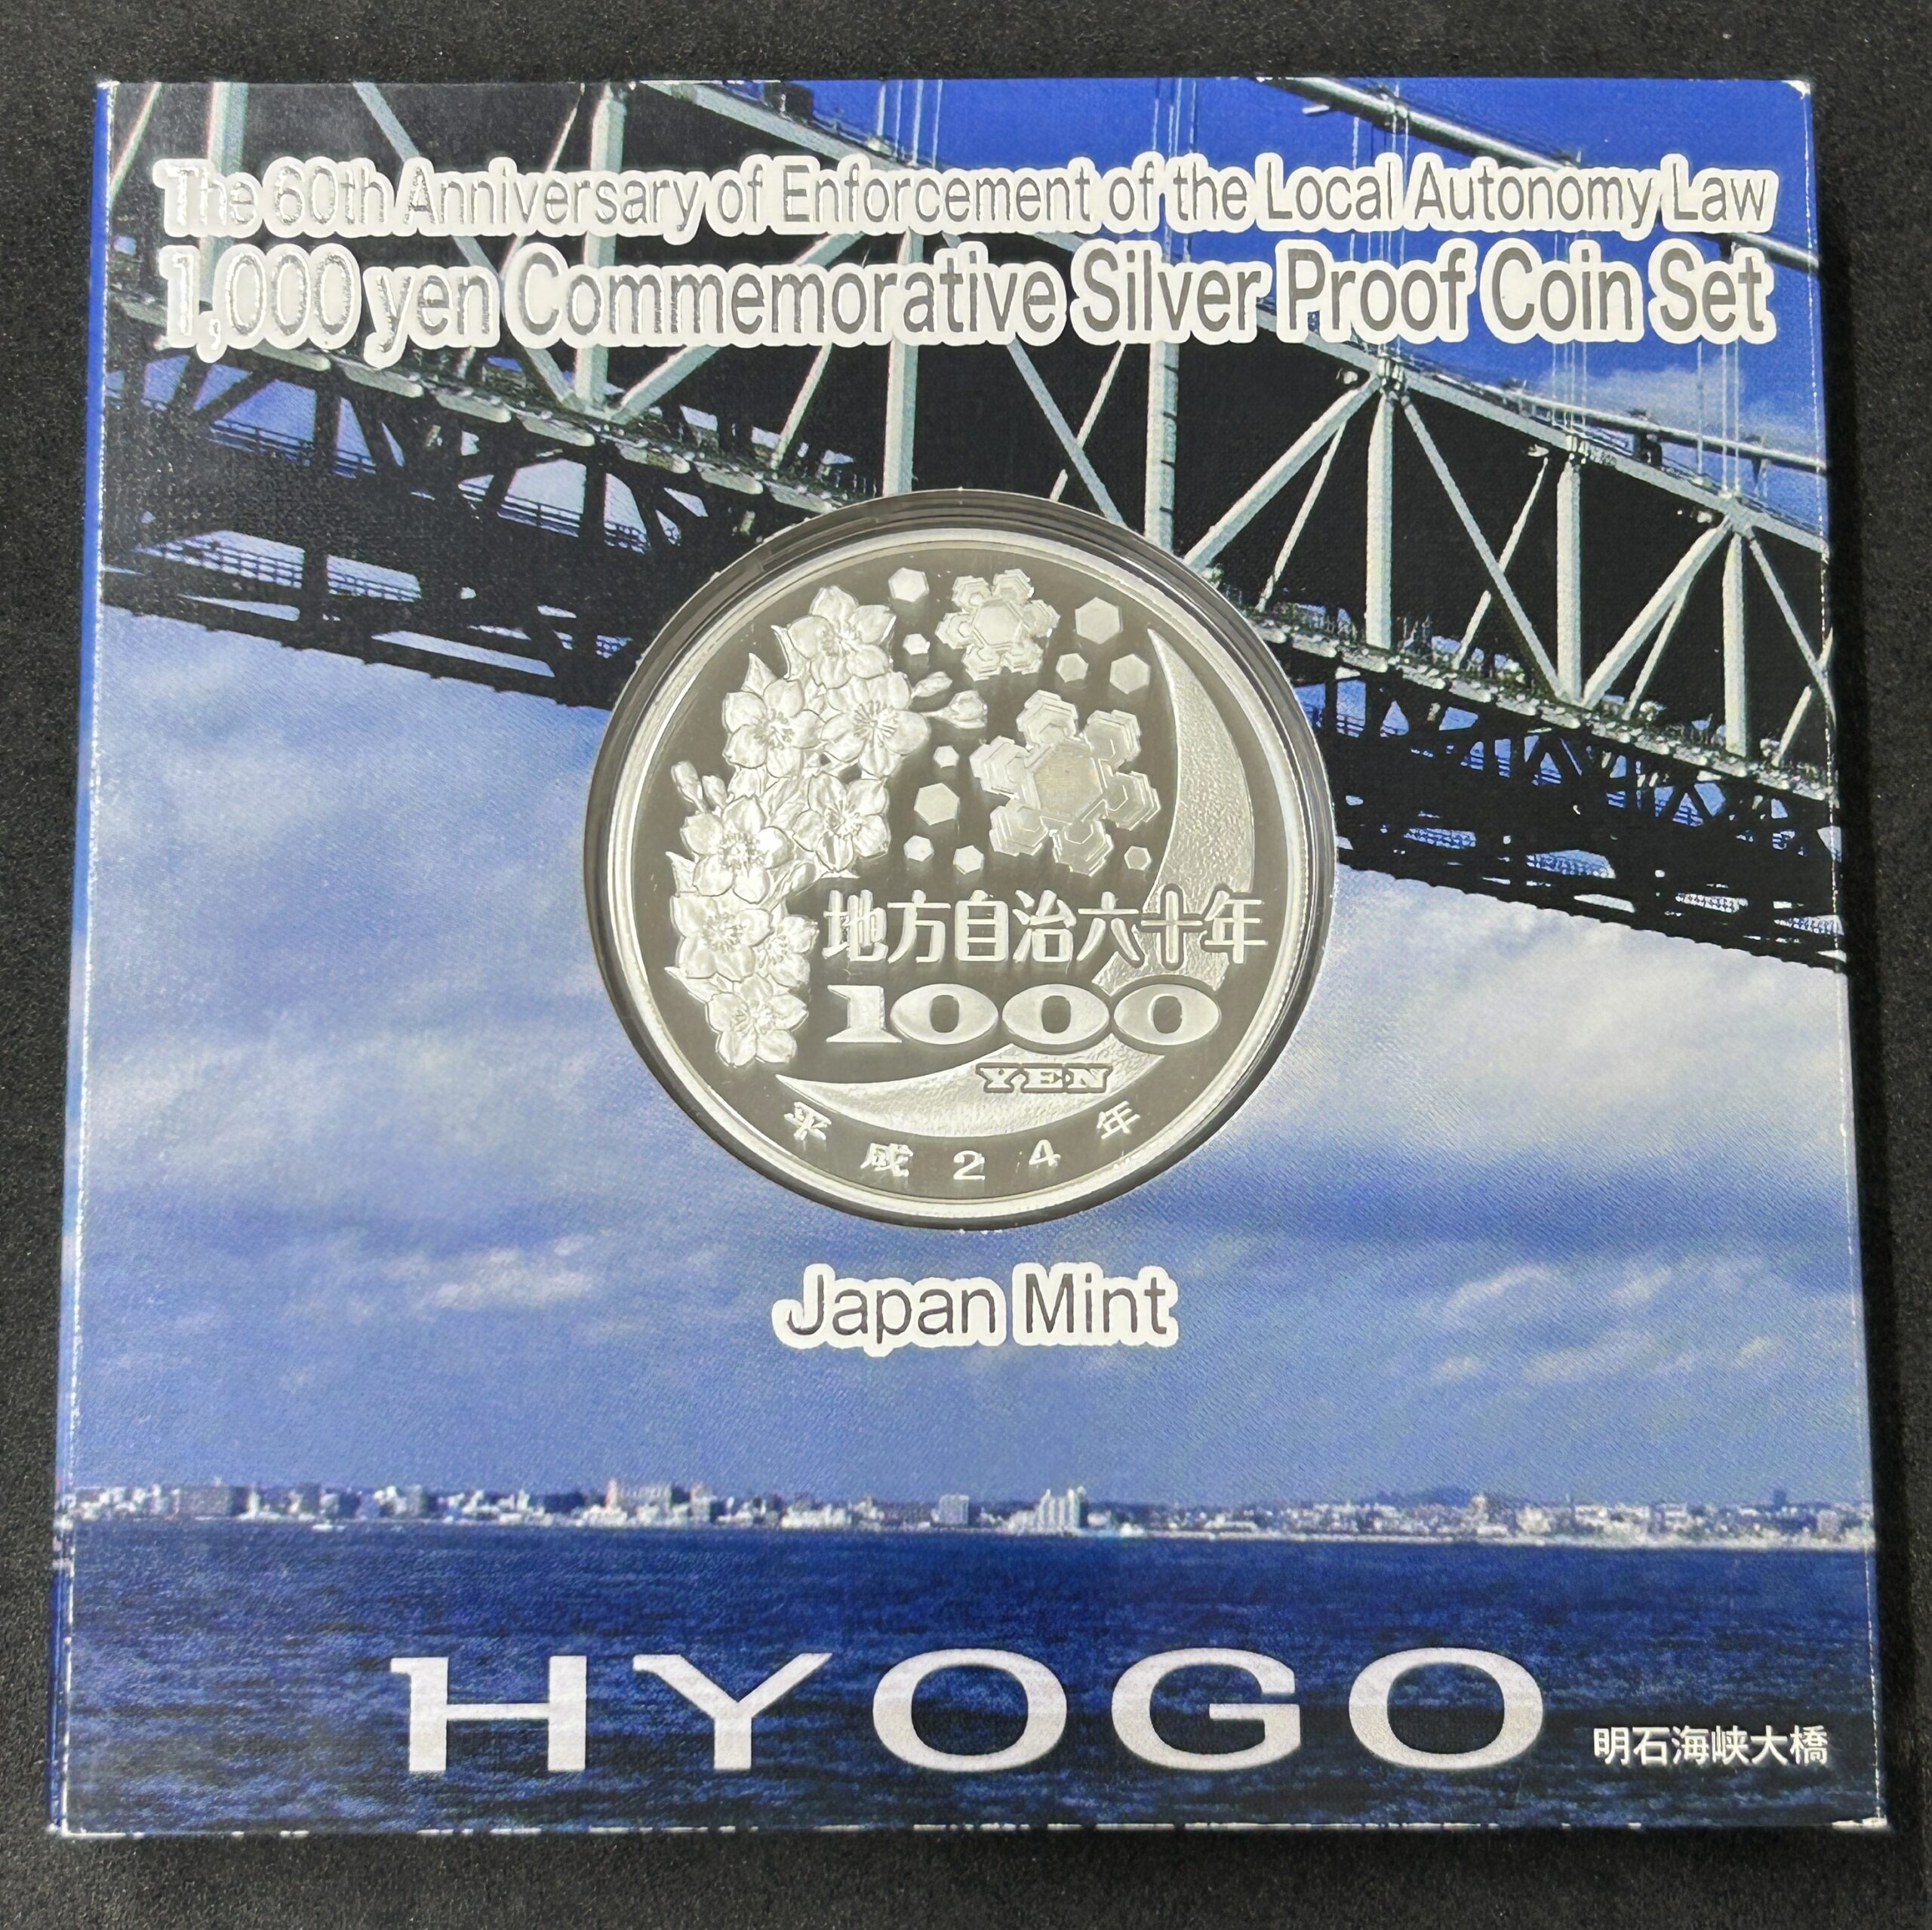 The 60th Anniversary of Enforcement of the Local Autonomy Law
1,000 yen Commemorative Silver Proof Coin Set
地方自治六十年
1000
YEN
平成24年
Japan Mint
HYOGO
明石海峡大橋